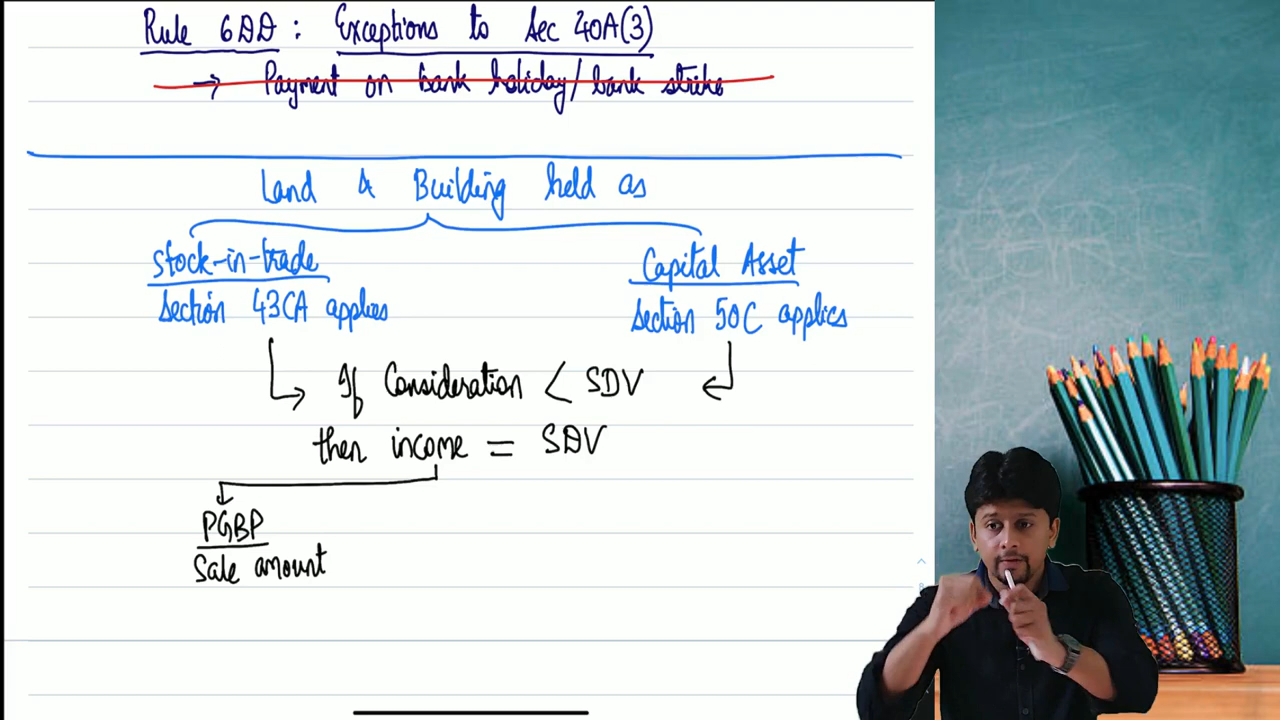 Rule 6DD : Exceptions to Sec 40A(3)
→ Payment on bank holiday/ bank strike
Land & Building held as
Stock-in-trade
Capital Asset
Section 43CA applies
Section 50C applies
If Consideration < SDV
then income = SDV
PGBP
Sale amount